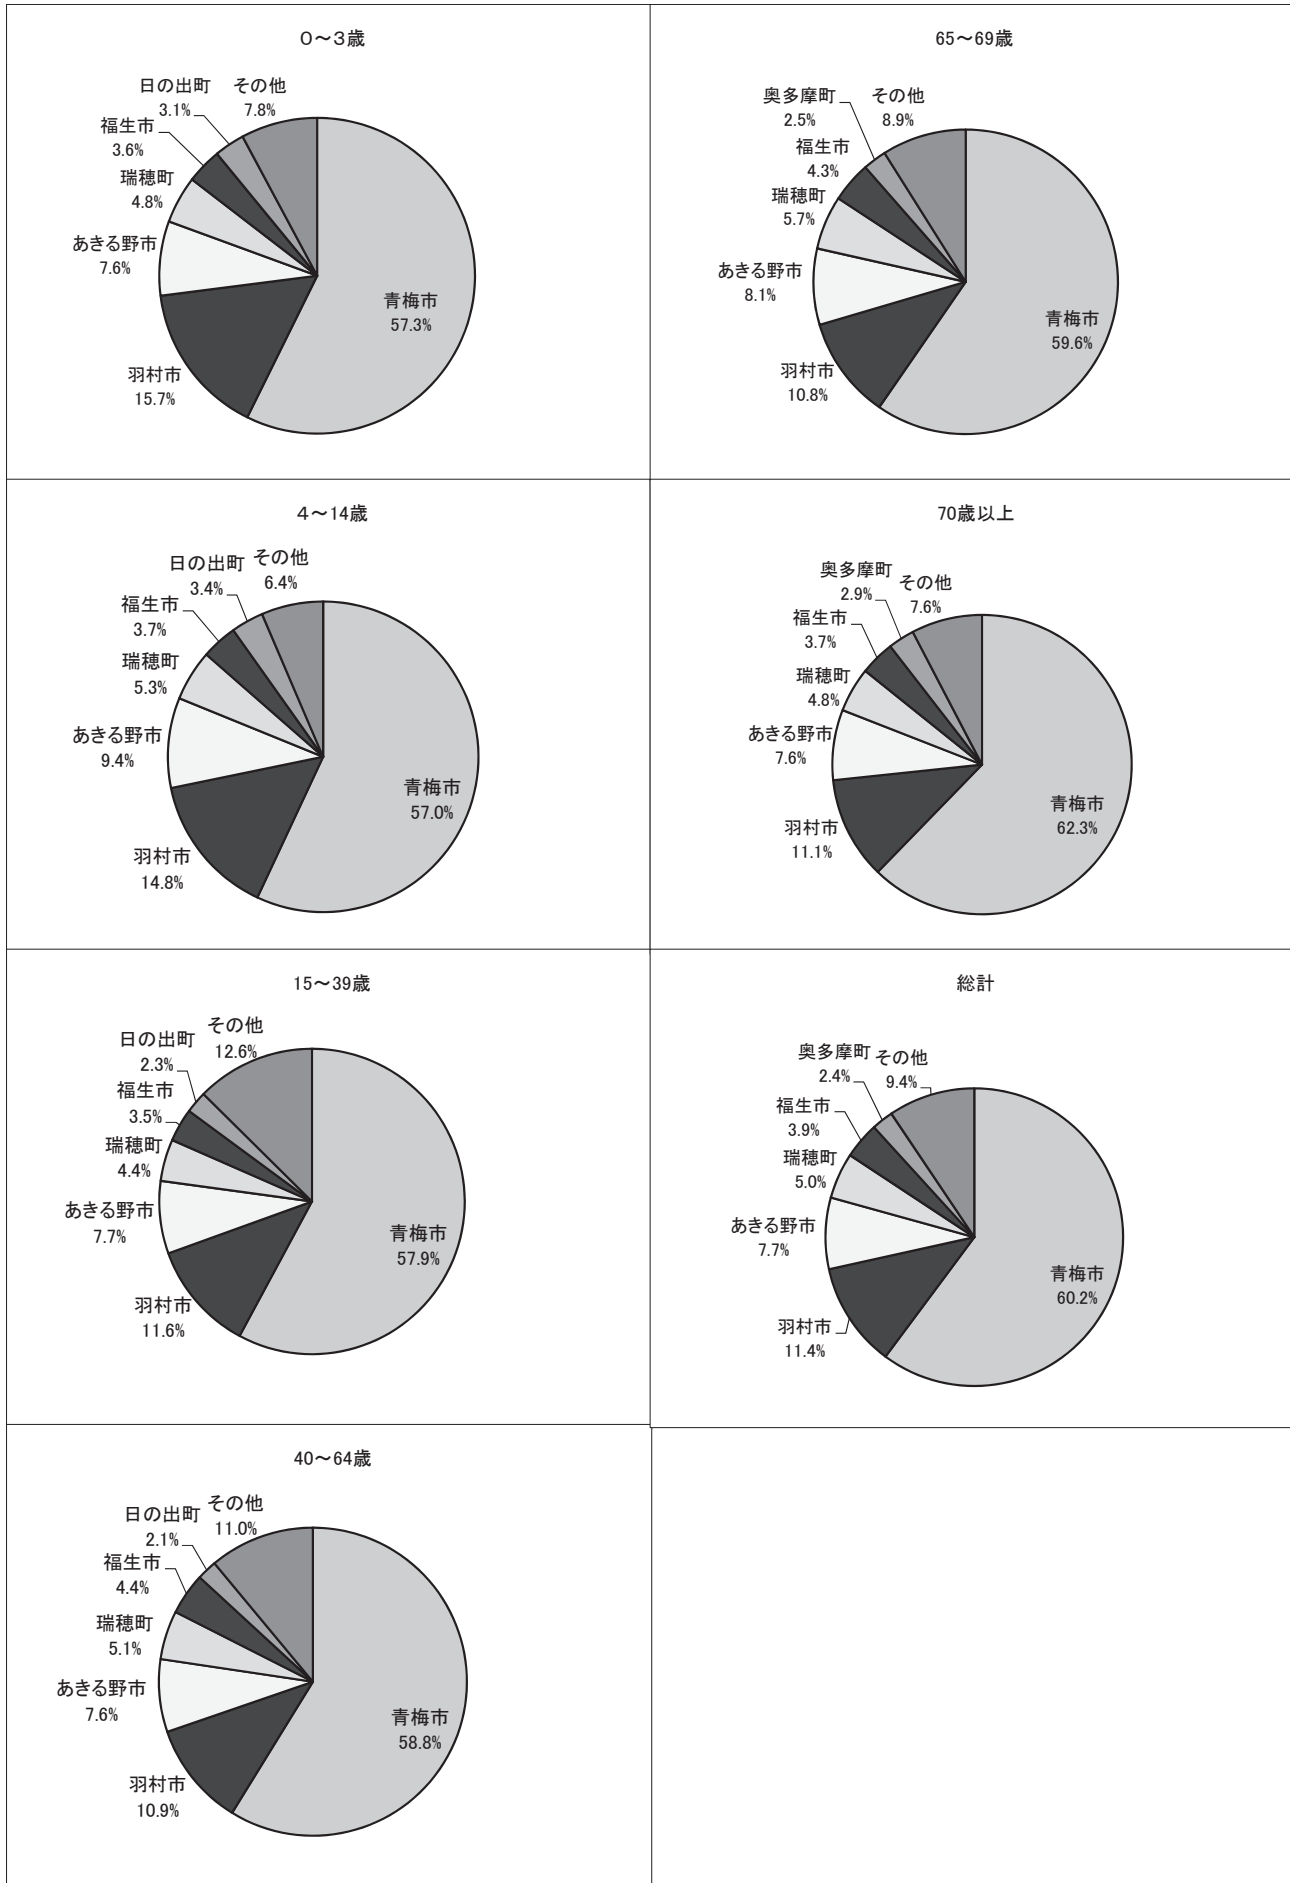 0～3歳
日の出町
3.1%
その他
7.8%
福生市
3.6%
瑞穂町
4.8%
あきる野市
7.6%
羽村市
15.7%
青梅市
57.3%
4～14歳
日の出町
3.4%
その他
6.4%
福生市
3.7%
瑞穂町
5.3%
あきる野市
9.4%
羽村市
14.8%
青梅市
57.0%
15～39歳
日の出町
2.3%
その他
12.6%
福生市
3.5%
瑞穂町
4.4%
あきる野市
7.7%
羽村市
11.6%
青梅市
57.9%
40～64歳
日の出町
2.1%
その他
11.0%
福生市
4.4%
瑞穂町
5.1%
あきる野市
7.6%
羽村市
10.9%
青梅市
58.8%
65～69歳
奥多摩町
2.5%
その他
8.9%
福生市
4.3%
瑞穂町
5.7%
あきる野市
8.1%
羽村市
10.8%
青梅市
59.6%
70歳以上
奥多摩町
2.9%
その他
7.6%
福生市
3.7%
瑞穂町
4.8%
あきる野市
7.6%
羽村市
11.1%
青梅市
62.3%
総計
奥多摩町
2.4%
その他
9.4%
福生市
3.9%
瑞穂町
5.0%
あきる野市
7.7%
羽村市
11.4%
青梅市
60.2%